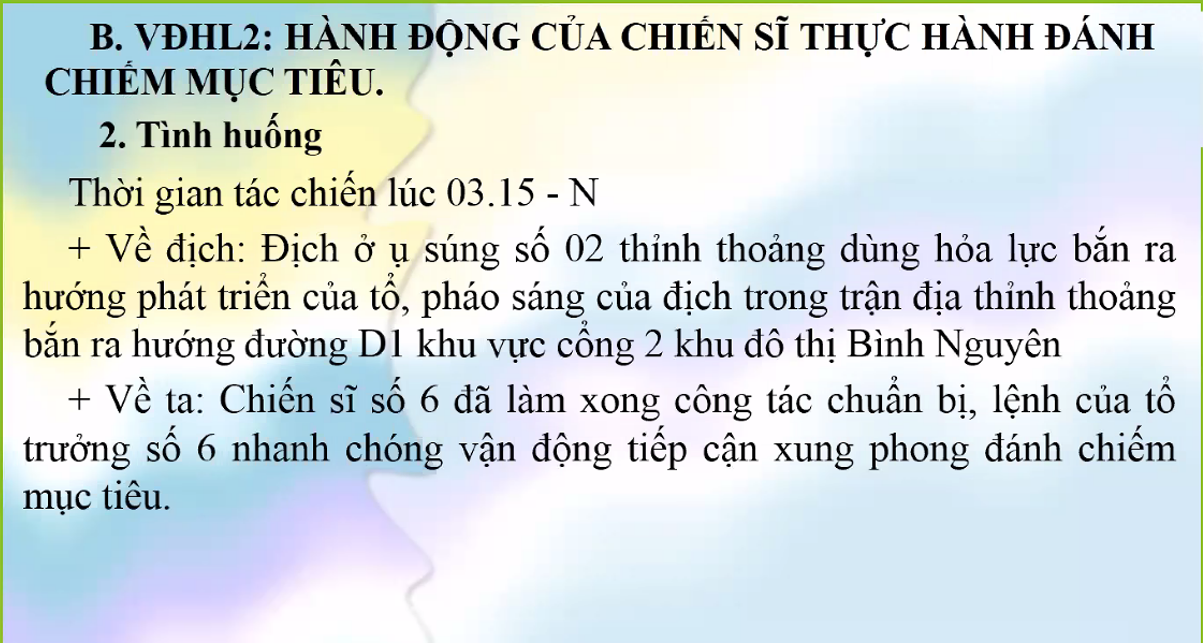 B. VĐHL2: HÀNH ĐỘNG CỦA CHIẾN SĨ THỰC HÀNH ĐÁNH
CHIẾM MỤC TIÊU.
2. Tình huống
Thời gian tác chiến lúc 03.15 - N
+ Về địch: Địch ở ụ súng số 02 thỉnh thoảng dùng hỏa lực bắn ra
hướng phát triển của tổ, pháo sáng của địch trong trận địa thỉnh thoảng
bắn ra hướng đường D1 khu vực cổng 2 khu đô thị Bình Nguyên
+ Về ta: Chiến sĩ số 6 đã làm xong công tác chuẩn bị, lệnh của tổ
trưởng số 6 nhanh chóng vận động tiếp cận xung phong đánh chiếm
mục tiêu.